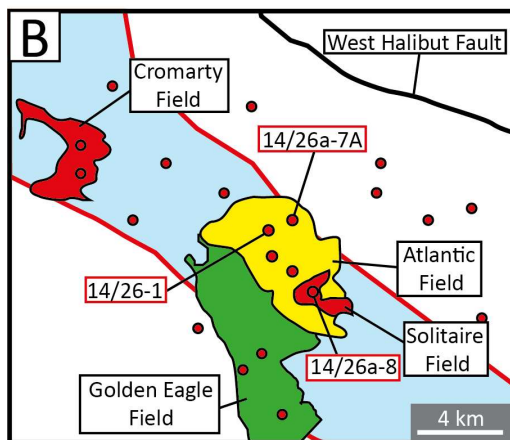 B
West Halibut Fault
Cromarty
Field
14/26a-7A
14/26-1
Atlantic
Field
Solitaire
Field
14/26a-8
Golden Eagle
Field
4 km